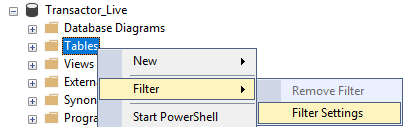 Transactor_Live
Database Diagrams
Tables
Views
New
Extern
Filter
Remove Filter
Synon
Filter Settings
Progra
Start PowerShell